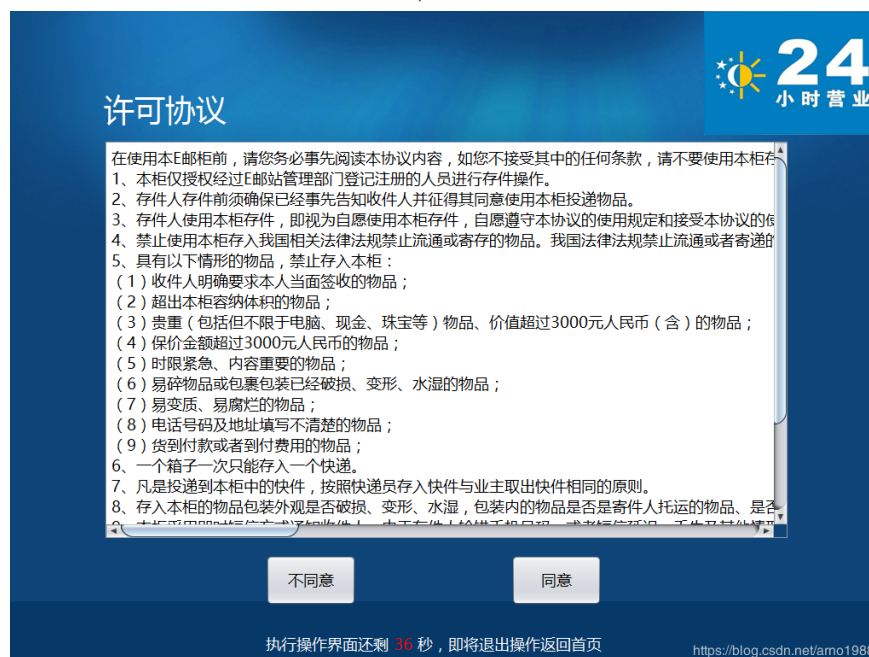 24
小时营业
许可协议
在使用本E邮柜前，请您务必事先阅读本协议内容，如您不接受其中的任何条款，请不要使用本柜存
1、本柜仅授权经过E邮站管理部门登记注册的人员进行存件操作。
2、存件人存件前须确保已经事先告知收件人并征得其同意使用本柜投递物品。
3、存件人使用本柜存件，即视为自愿使用本柜存件，自愿遵守本协议的使用规定和接受本协议的使
4、禁止使用本柜存入我国相关法律法规禁止流通或寄存的物品。我国法律法规禁止流通或者寄递的
5、具有以下情形的物品，禁止存入本柜：
（1）收件人明确要求本人当面签收的物品；
（2）超出本柜容纳体积的物品；
（3）贵重（包括但不限于电脑、现金、珠宝等）物品、价值超过3000元人民币（含）的物品；
（4）保价金额超过3000元人民币的物品；
（5）时限紧急、内容重要的物品；
（6）易碎物品或包裹包装已经破损、变形、水湿的物品；
（7）易变质、易腐烂的物品；
（8）电话号码及地址填写不清楚的物品；
（9）货到付款或者到付费用的物品；
6、一个箱子一次只能存入一个快递。
7、凡是投递到本柜中的快件，按照快递员存入快件与业主取出快件相同的原则。
8、存入本柜的物品包装外观是否破损、变形、水湿，包装内的物品是否是寄件人托运的物品、是否
不同意
同意
执行操作界面还剩 36 秒，即将退出操作返回首页
https://blog.csdn.net/arno1988